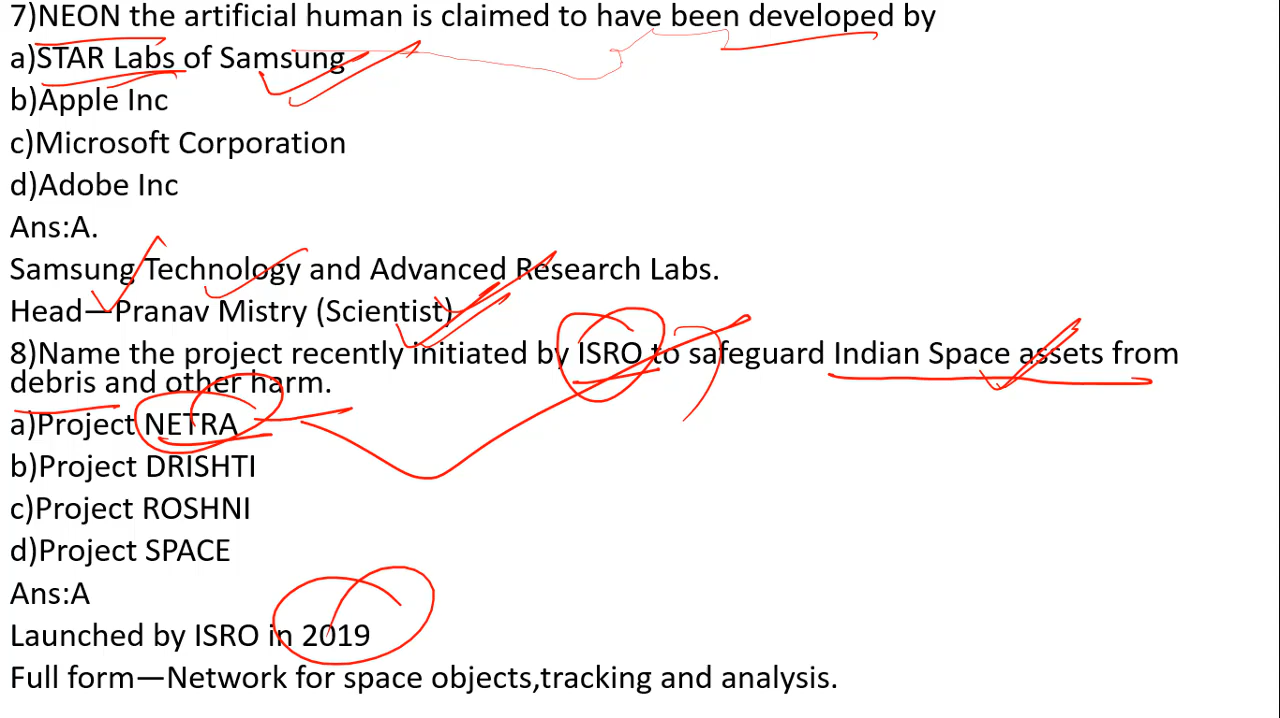 7)NEON the artificial human is claimed to have been developed by
a)STAR Labs of Samsung
b)Apple Inc
c)Microsoft Corporation
d)Adobe Inc
Ans:A.
Samsung Technology and Advanced Research Labs.
Head—Pranav Mistry (Scientist)
8)Name the project recently initiated by ISRO to safeguard Indian Space assets from
debris and other harm.
a)Project NETRA
b)Project DRISHTI
c)Project ROSHNI
d)Project SPACE
Ans:A
Launched by ISRO in 2019
Full form—Network for space objects,tracking and analysis.